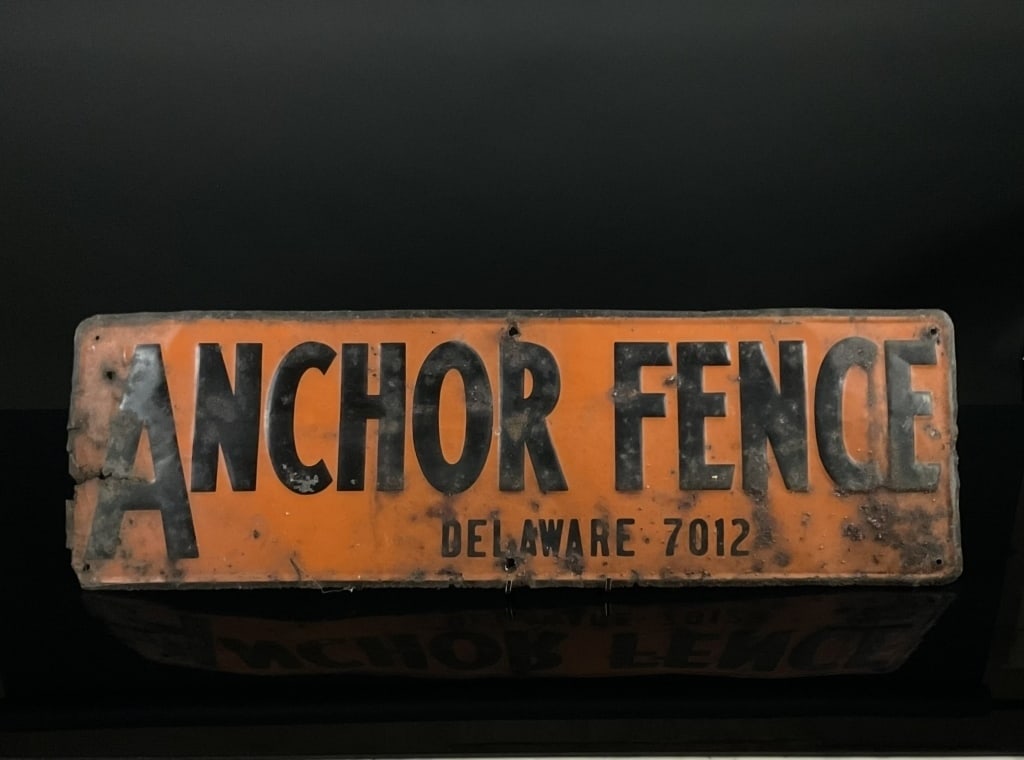 ANCHOR FENCE
DELAWARE 7012